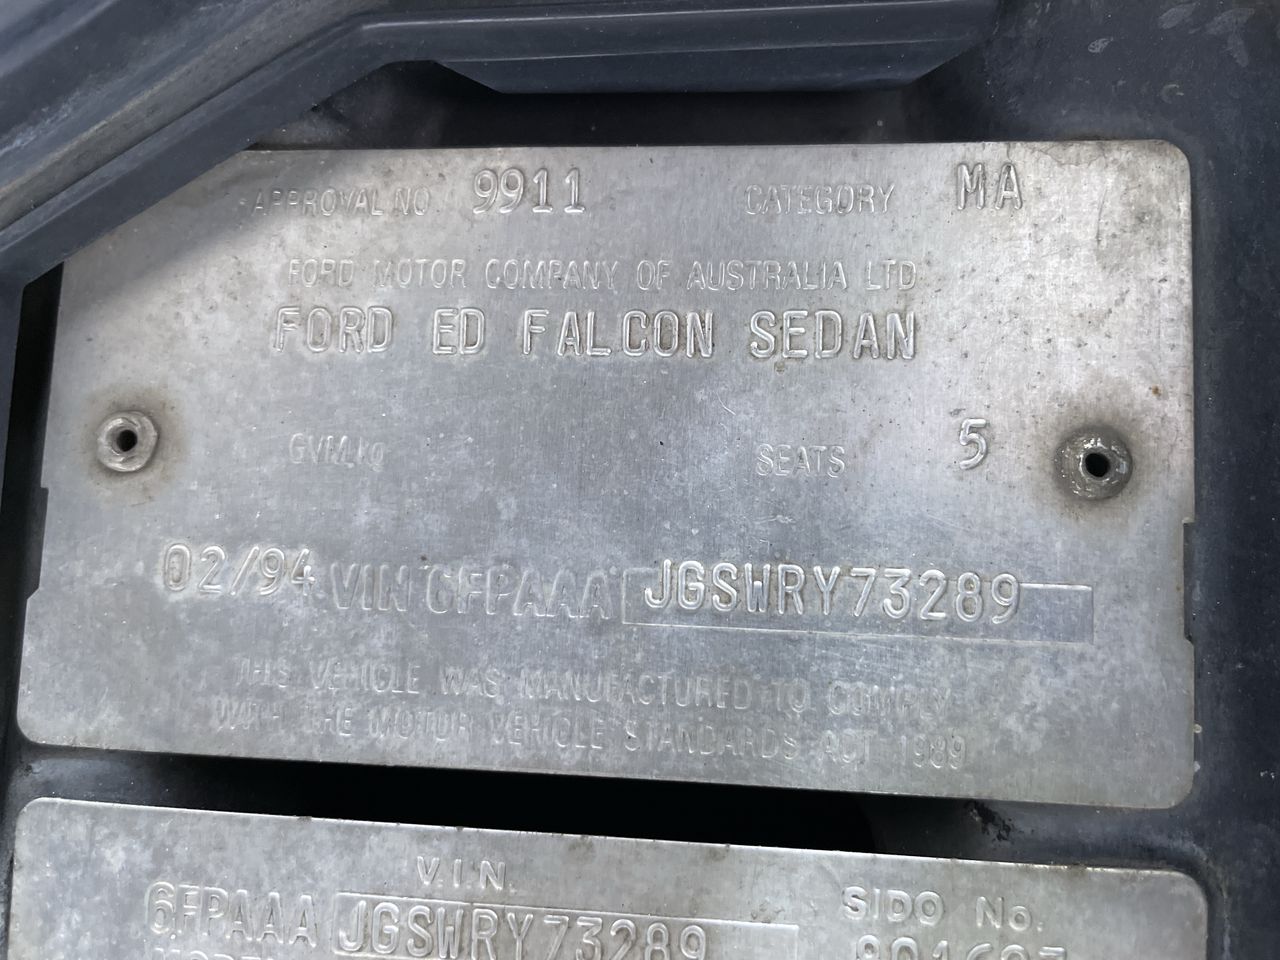 APPROVAL NO 9911 CATEGORY MA
FORD MOTOR COMPANY OF AUSTRALIA LTD
FORD ED FALCON SEDAN
GVM SEATS 5
02/94 VIN 6FPAAA JGSWRY73289
THIS VEHICLE WAS MANUFACTURED TO COMPLY
WITH THE MOTOR VEHICLE STANDARDS ACT 1989
V.I.N. SIDO No.
6FPAAA JGSWRY73289